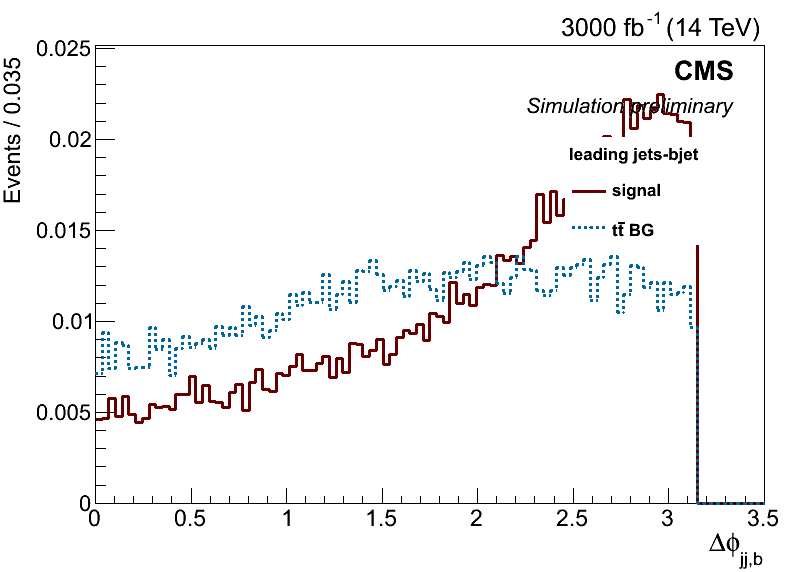 3000 fb⁻¹ (14 TeV)
CMS
Simulation preliminary
leading jets-bjet
signal
tt̄ BG
Events / 0.035
0.025
0.02
0.015
0.01
0.005
0
0 0.5 1 1.5 2 2.5 3 3.5
Δϕjj,b